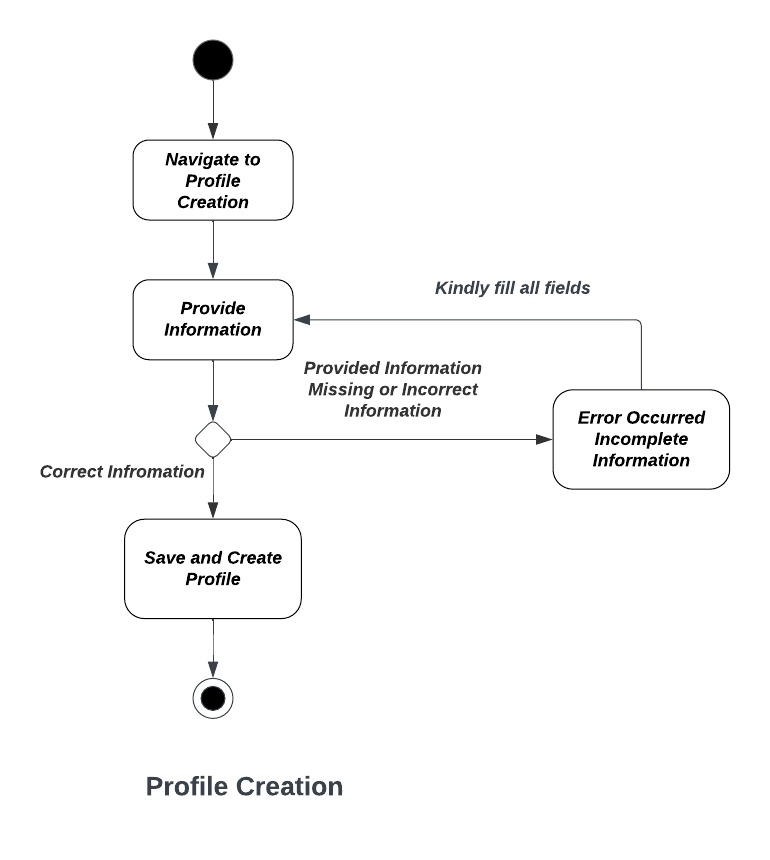 Navigate to
Profile
Creation
Kindly fill all fields
Provide
Information
Provided Information
Missing or Incorrect
Information
Error Occurred
Incomplete
Information
Correct Infromation
Save and Create
Profile
Profile Creation